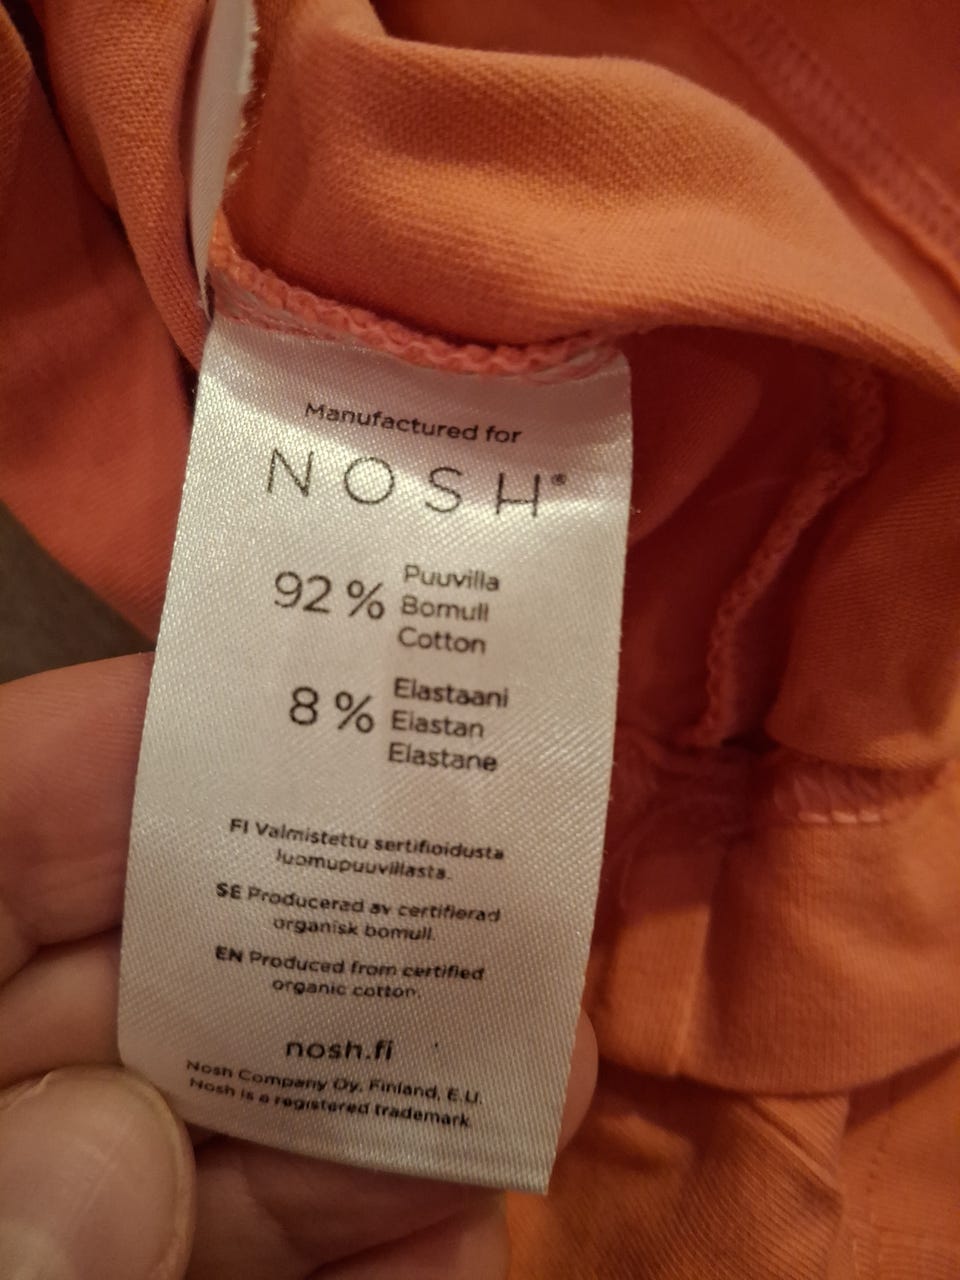 Manufactured for
NOSH®
92 % Puuvilla
Bomull
Cotton
8 % Elastaani
Elastan
Elastane
FI Valmistettu sertifioidusta
luomupuuvillasta.
SE Producerad av certifierad
organisk bomull.
EN Produced from certified
organic cotton.
nosh.fi
Nosh Company Oy, Finland, E.U.
Nosh is a registered trademark